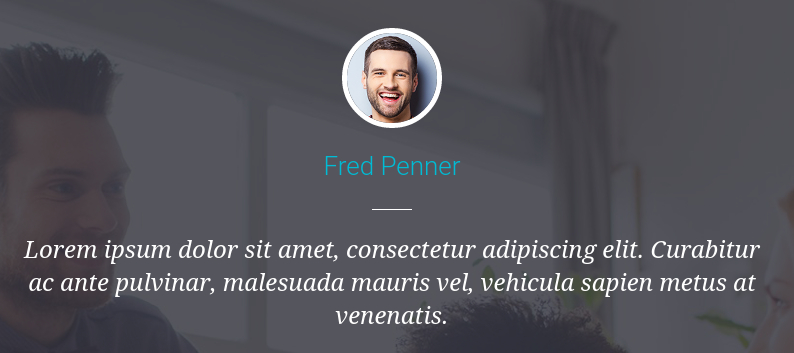 Fred Penner
Lorem ipsum dolor sit amet, consectetur adipiscing elit. Curabitur
ac ante pulvinar, malesuada mauris vel, vehicula sapien metus at
venenatis.